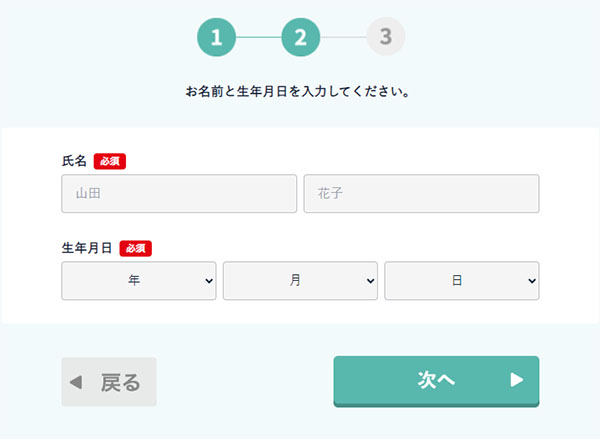 1 2 3
お名前と生年月日を入力してください。
氏名 必須
山田 花子
生年月日 必須
年 月 日
戻る 次へ